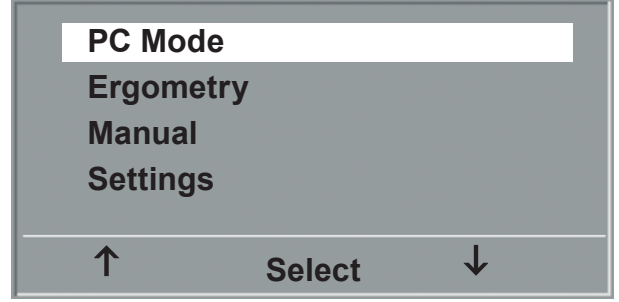 PC Mode
Ergometry
Manual
Settings
↑ Select ↓